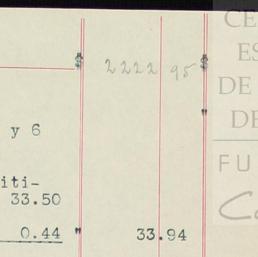 $ 2222 95 $
"
y 6
iti-
33.50
0.44 " 33.94
CE
ES
DE
DE
FU